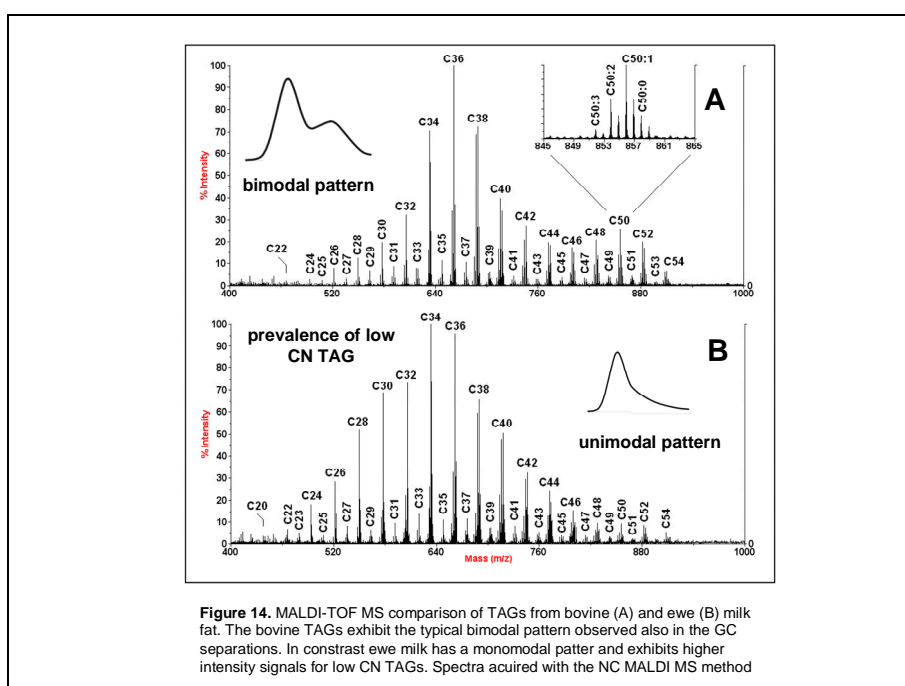 C36
100
90
80
70
60
50
40
30
20
10
0
% Intensity
bimodal pattern
C22
C24
C25
C26
C27
C28
C29
C30
C31
C32
C33
C34
C35
C37
C38
C39
C40
C41
C42
C43
C44
C45
C46
C47
C48
C49
C50
C51
C52
C53
C54
C50:3
C50:2
C50:1
C50:0
845 849 853 857 861 865
A
0
400 520 640 760 880 1000
prevalence of low
CN TAG
100
90
80
70
60
50
40
30
20
10
0
% Intensity
C20
C22
C23
C24
C25
C26
C27
C28
C29
C30
C31
C32
C33
C34
C35
C36
C37
C38
C39
C40
C41
C42
C43
C44
C45
C46
C47
C48
C49
C50
C51
C52
C54
B
unimodal pattern
0
400 520 640 760 880 1000
Mass (m/z)
Figure 14. MALDI-TOF MS comparison of TAGs from bovine (A) and ewe (B) milk
fat. The bovine TAGs exhibit the typical bimodal pattern observed also in the GC
separations. In constrast ewe milk has a monomodal patter and exhibits higher
intensity signals for low CN TAGs. Spectra acuired with the NC MALDI MS method